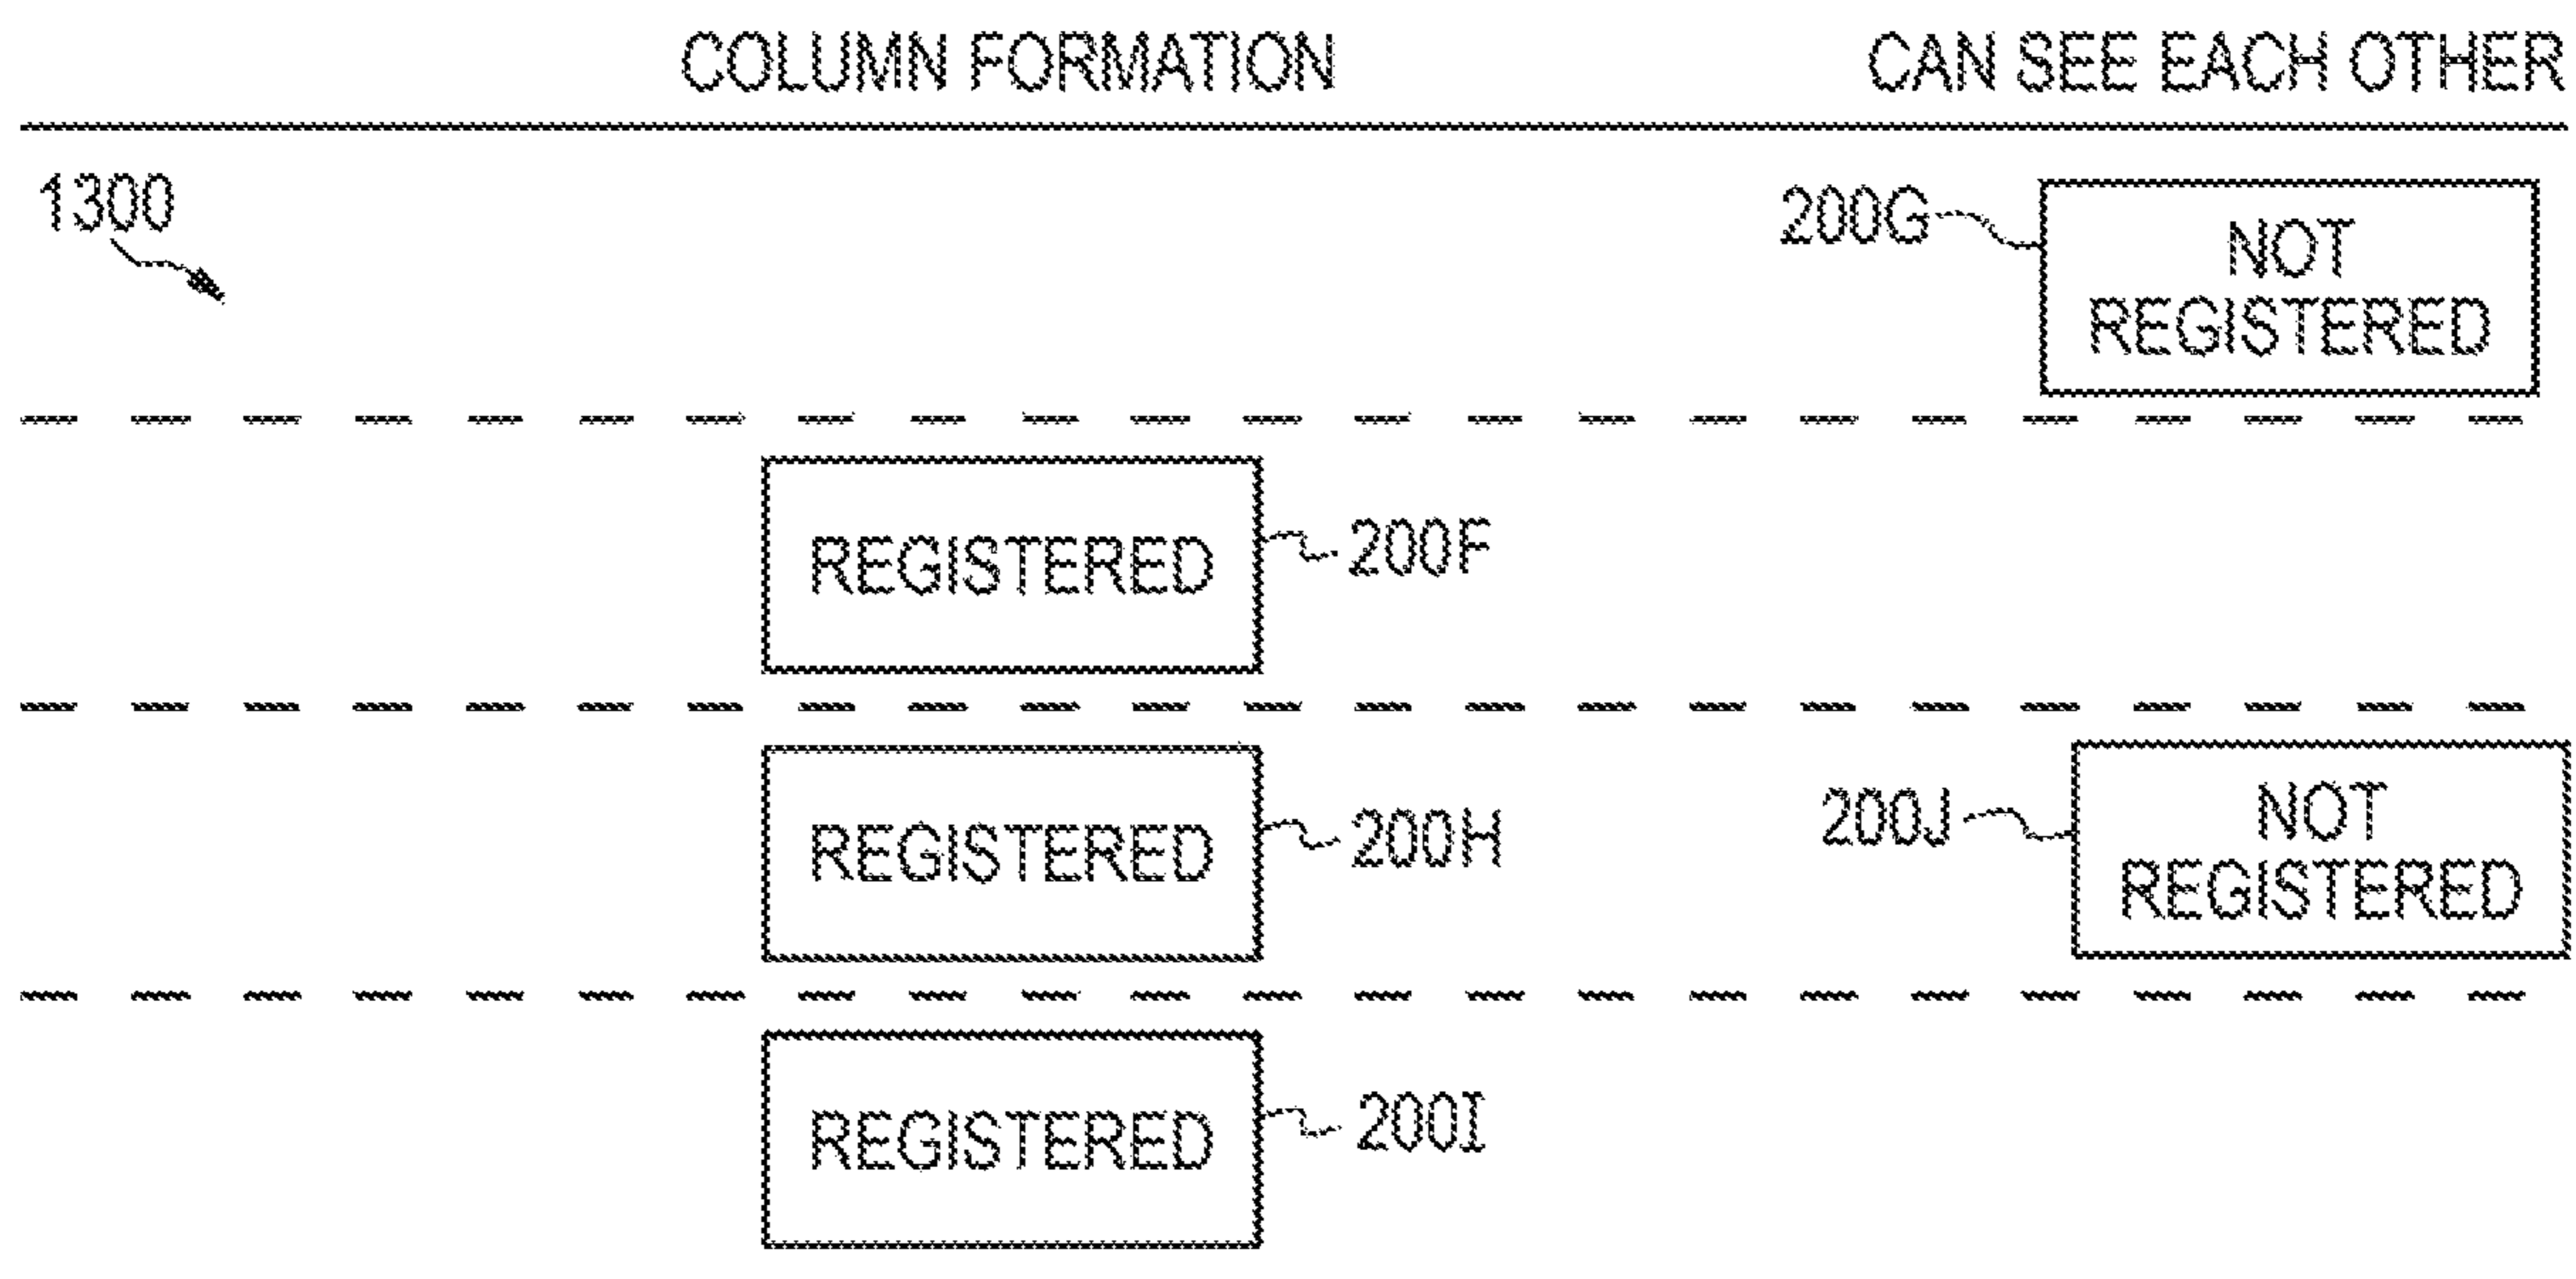 COLUMN FORMATION CAN SEE EACH OTHER
1300
200G
NOT
REGISTERED
REGISTERED
200F
REGISTERED
200H
200J
NOT
REGISTERED
REGISTERED
200I